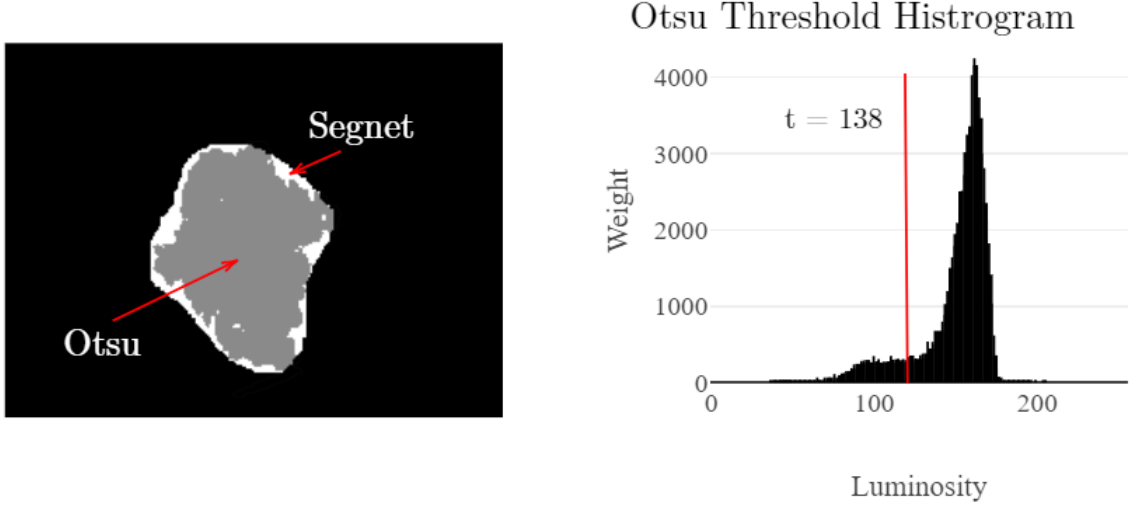 Segnet
Otsu
Otsu Threshold Histrogram
t = 138
Weight
4000
3000
2000
1000
0
0 100 200
Luminosity